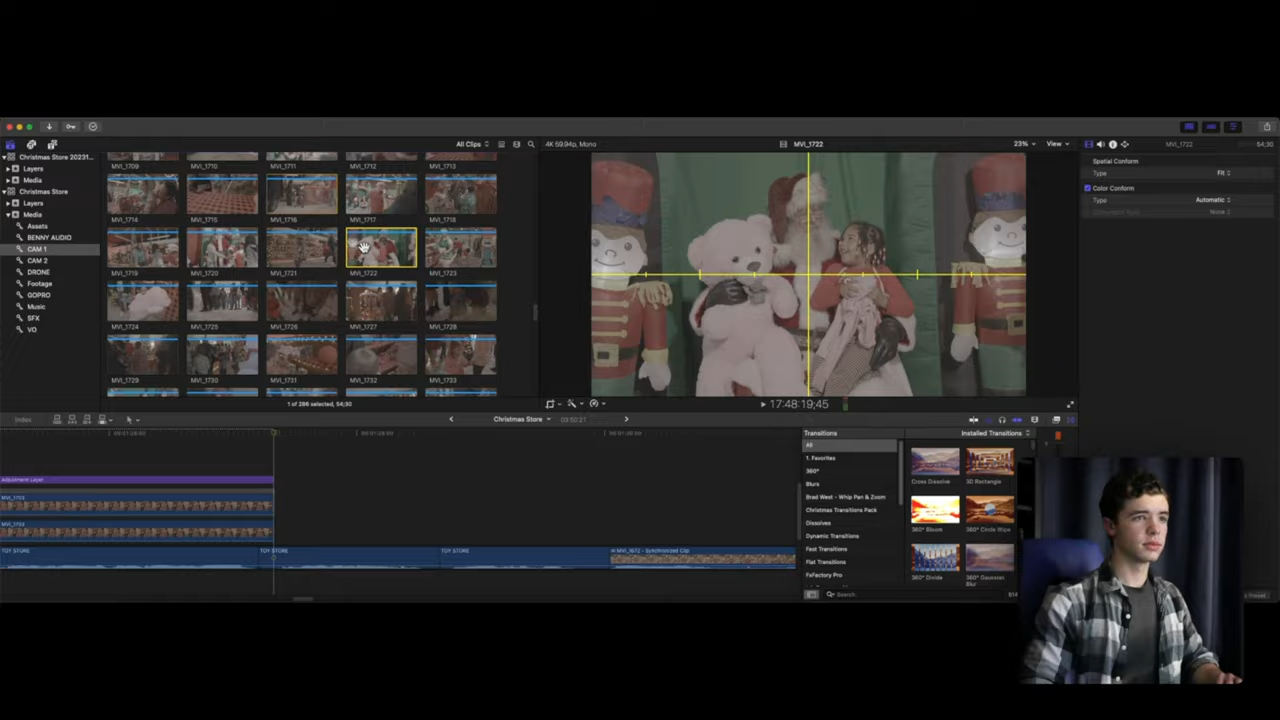 All Clips
4K 59.94p, Mono
MVI_1722
23%
View
MVI_1722
54;30
Christmas Store 20231...
Layers
Media
Christmas Store
Layers
Media
Assets
BENNY AUDIO
CAM 1
CAM 2
DRONE
Footage
GOPRO
Music
SFX
VO
MVI_1709
MVI_1710
MVI_1711
MVI_1712
MVI_1713
MVI_1714
MVI_1715
MVI_1716
MVI_1717
MVI_1718
MVI_1719
MVI_1720
MVI_1721
MVI_1722
MVI_1723
MVI_1724
MVI_1725
MVI_1726
MVI_1727
MVI_1728
MVI_1729
MVI_1730
MVI_1731
MVI_1732
MVI_1733
1 of 286 selected, 54;30
17:48:19;45
Spatial Conform
Type
Fit
Color Conform
Type
Automatic
None
Index
Christmas Store
03:50;21
Adjustment Layer
MVI_1703
MVI_1703
TOY STORE
TOY STORE
TOY STORE
MVI_1672 - Synchronized Clip
Transitions
Installed Transitions
All
1. Favorites
360°
Blurs
Brad West - Whip Pan & Zoom
Christmas Transitions Pack
Dissolves
Dynamic Transitions
Fast Transitions
Flat Transitions
FxFactory Pro
Cross Dissolve
3D Rectangle
360° Bloom
360° Circle Wipe
360° Divide
360° Gaussian Blur
Search